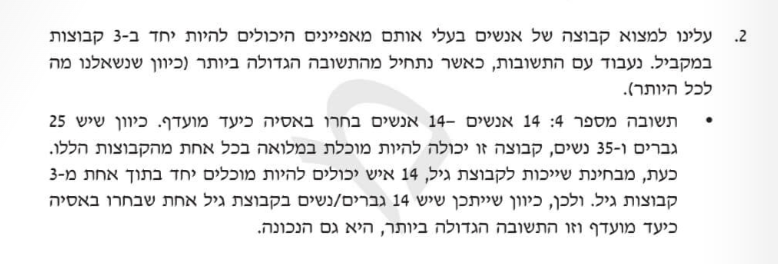 2. עלינו למצוא קבוצה של אנשים בעלי אותם מאפיינים היכולים להיות יחד ב-3 קבוצות
במקביל. נעבוד עם התשובות, כאשר נתחיל מהתשובה הגדולה ביותר (כיוון שנשאלנו מה
לכל היותר).
• תשובה מספר 4: 14 אנשים –14 אנשים בחרו באסיה כיעד מועדף. כיוון שיש 25
גברים ו-35 נשים, קבוצה זו יכולה להיות מוכלת במלואה בכל אחת מהקבוצות הללו.
כעת, מבחינת שייכות לקבוצת גיל, 14 איש יכולים להיות מוכלים יחד בתוך אחת מ-3
קבוצות גיל. ולכן, כיוון שייתכן שיש 14 גברים/נשים בקבוצת גיל אחת שבחרו באסיה
כיעד מועדף וזו התשובה הגדולה ביותר, היא גם הנכונה.